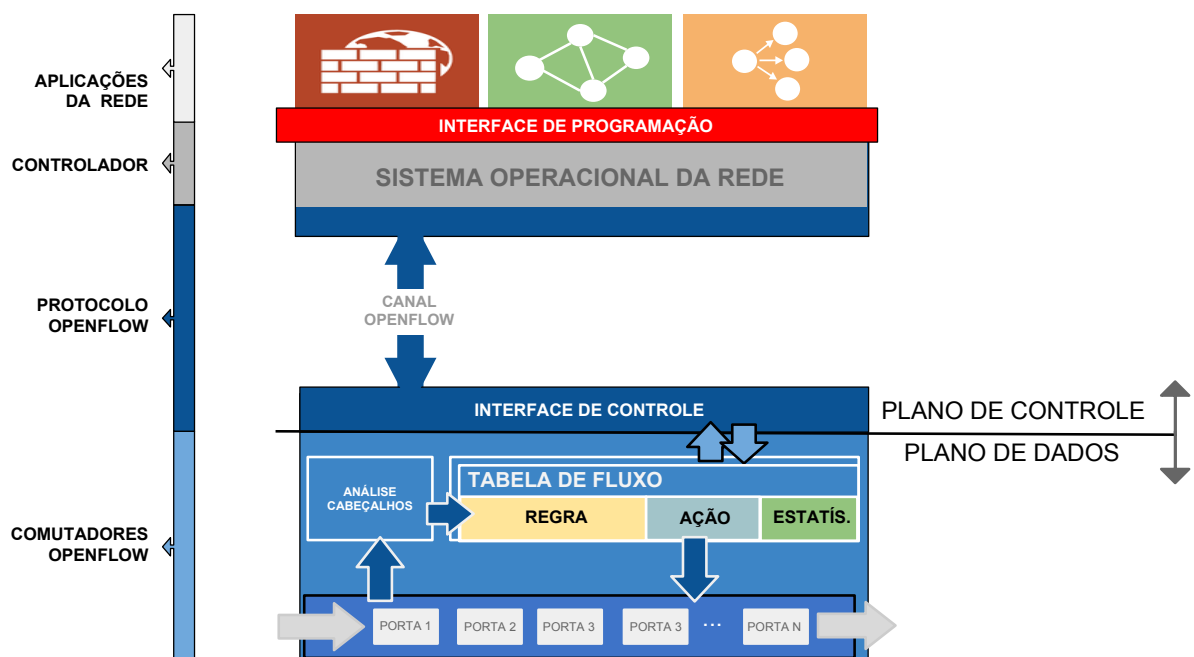 APLICAÇÕES
DA REDE
CONTROLADOR
PROTOCOLO
OPENFLOW
COMUTADORES
OPENFLOW
INTERFACE DE PROGRAMAÇÃO
SISTEMA OPERACIONAL DA REDE
CANAL
OPENFLOW
INTERFACE DE CONTROLE
PLANO DE CONTROLE
PLANO DE DADOS
ANÁLISE
CABEÇALHOS
TABELA DE FLUXO
REGRA
AÇÃO
ESTATÍS.
PORTA 1
PORTA 2
PORTA 3
PORTA 3
...
PORTA N